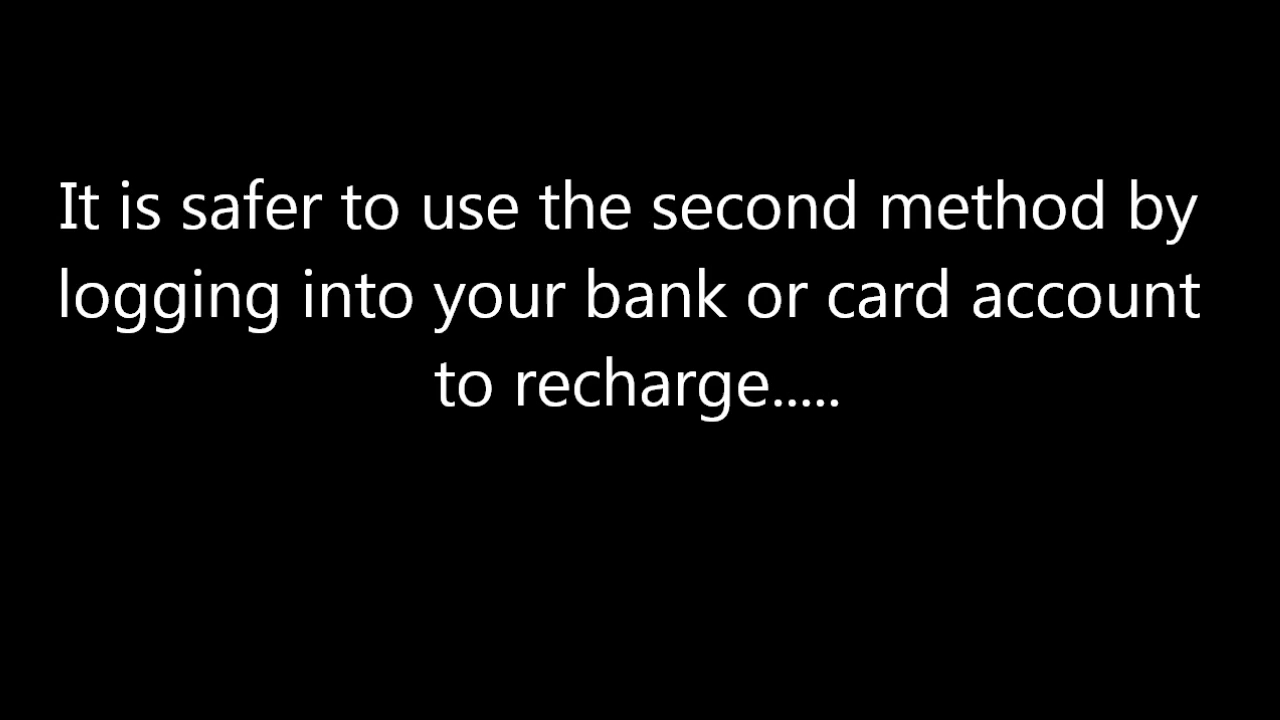 It is safer to use the second method by
logging into your bank or card account
to recharge.....